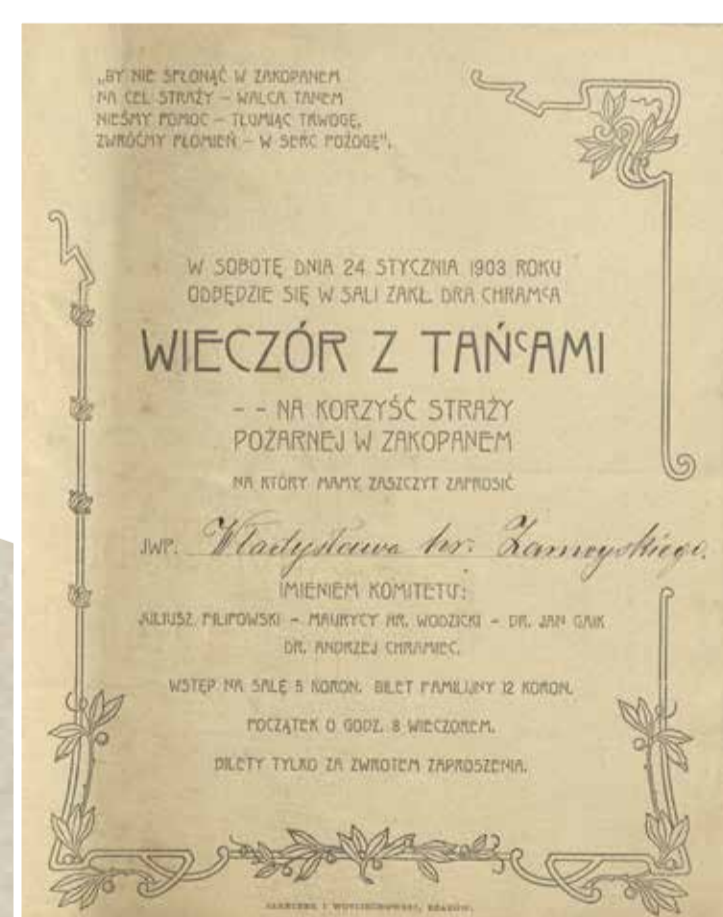 „BY NIE SPŁONĄĆ W ZAKOPANEM
NA CEL STRAŻY – WALCA TANEM
NIEŚMY POMOC – TŁUMIĄC TRWOGĘ,
ZWRÓĆMY PŁOMIEŃ – W SERC POŻOGĘ".
W SOBOTĘ DNIA 24 STYCZNIA 1903 ROKU
ODBĘDZIE SIĘ W SALI ZAKŁ. DRA CHRAMCA
WIECZÓR Z TAŃCAMI
- - NA KORZYŚĆ STRAŻY
POŻARNEJ W ZAKOPANEM
NA KTÓRY MAMY ZASZCZYT ZAPROSIĆ
JWP. Władysława hr. Zamoyskiego.
IMIENIEM KOMITETU:
JULIUSZ FILIPOWSKI – MAURYCY HR. WODZICKI – DR. JAN GAIK
DR. ANDRZEJ CHRAMIEC.
WSTĘP NA SALĘ 5 KORON. BILET FAMILIJNY 12 KORON.
POCZĄTEK O GODZ. 8 WIECZOREM.
BILETY TYLKO ZA ZWROTEM ZAPROSZENIA.
I WOJCIECHOWSKI, KRAKÓW.